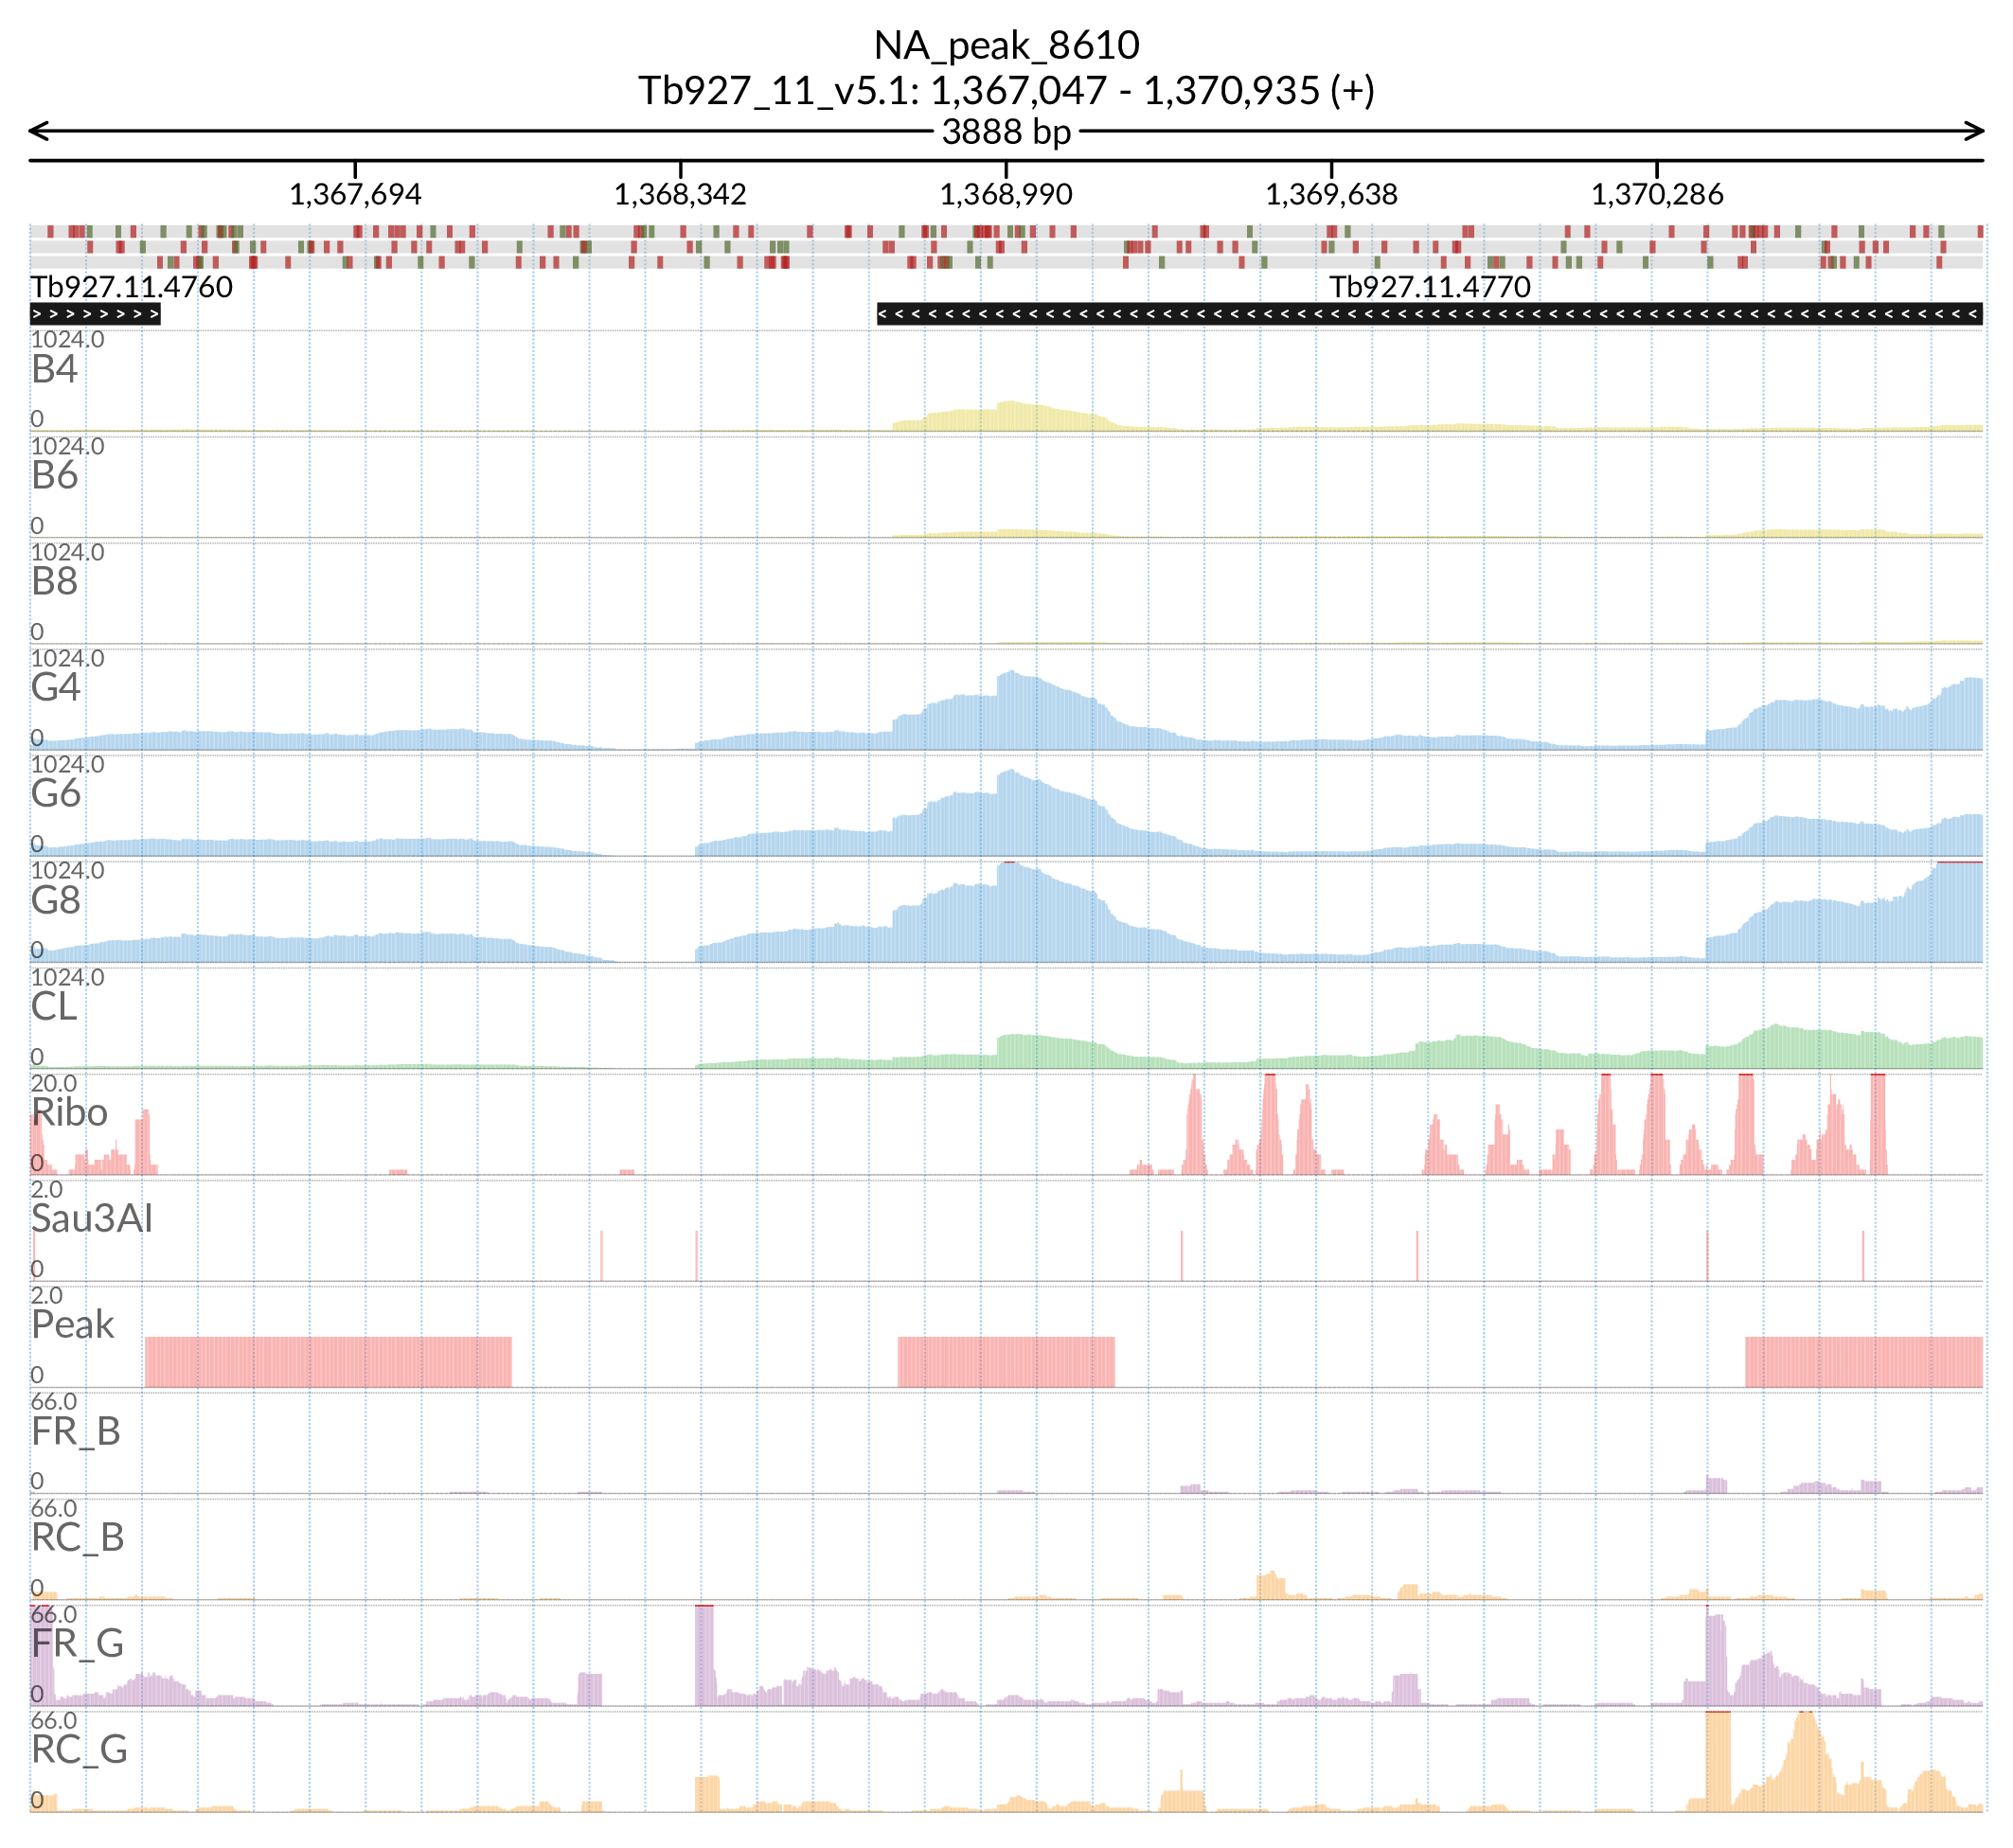 NA_peak_8610
Tb927_11_v5.1: 1,367,047 - 1,370,935 (+)
3888 bp
1,367,694 1,368,342 1,368,990 1,369,638 1,370,286
Tb927.11.4760 Tb927.11.4770
1024.0
B4
0
1024.0
B6
0
1024.0
B8
0
1024.0
G4
0
1024.0
G6
0
1024.0
G8
0
1024.0
CL
0
20.0
Ribo
0
2.0
Sau3AI
0
2.0
Peak
0
66.0
FR_B
0
66.0
RC_B
0
66.0
FR_G
0
66.0
RC_G
0